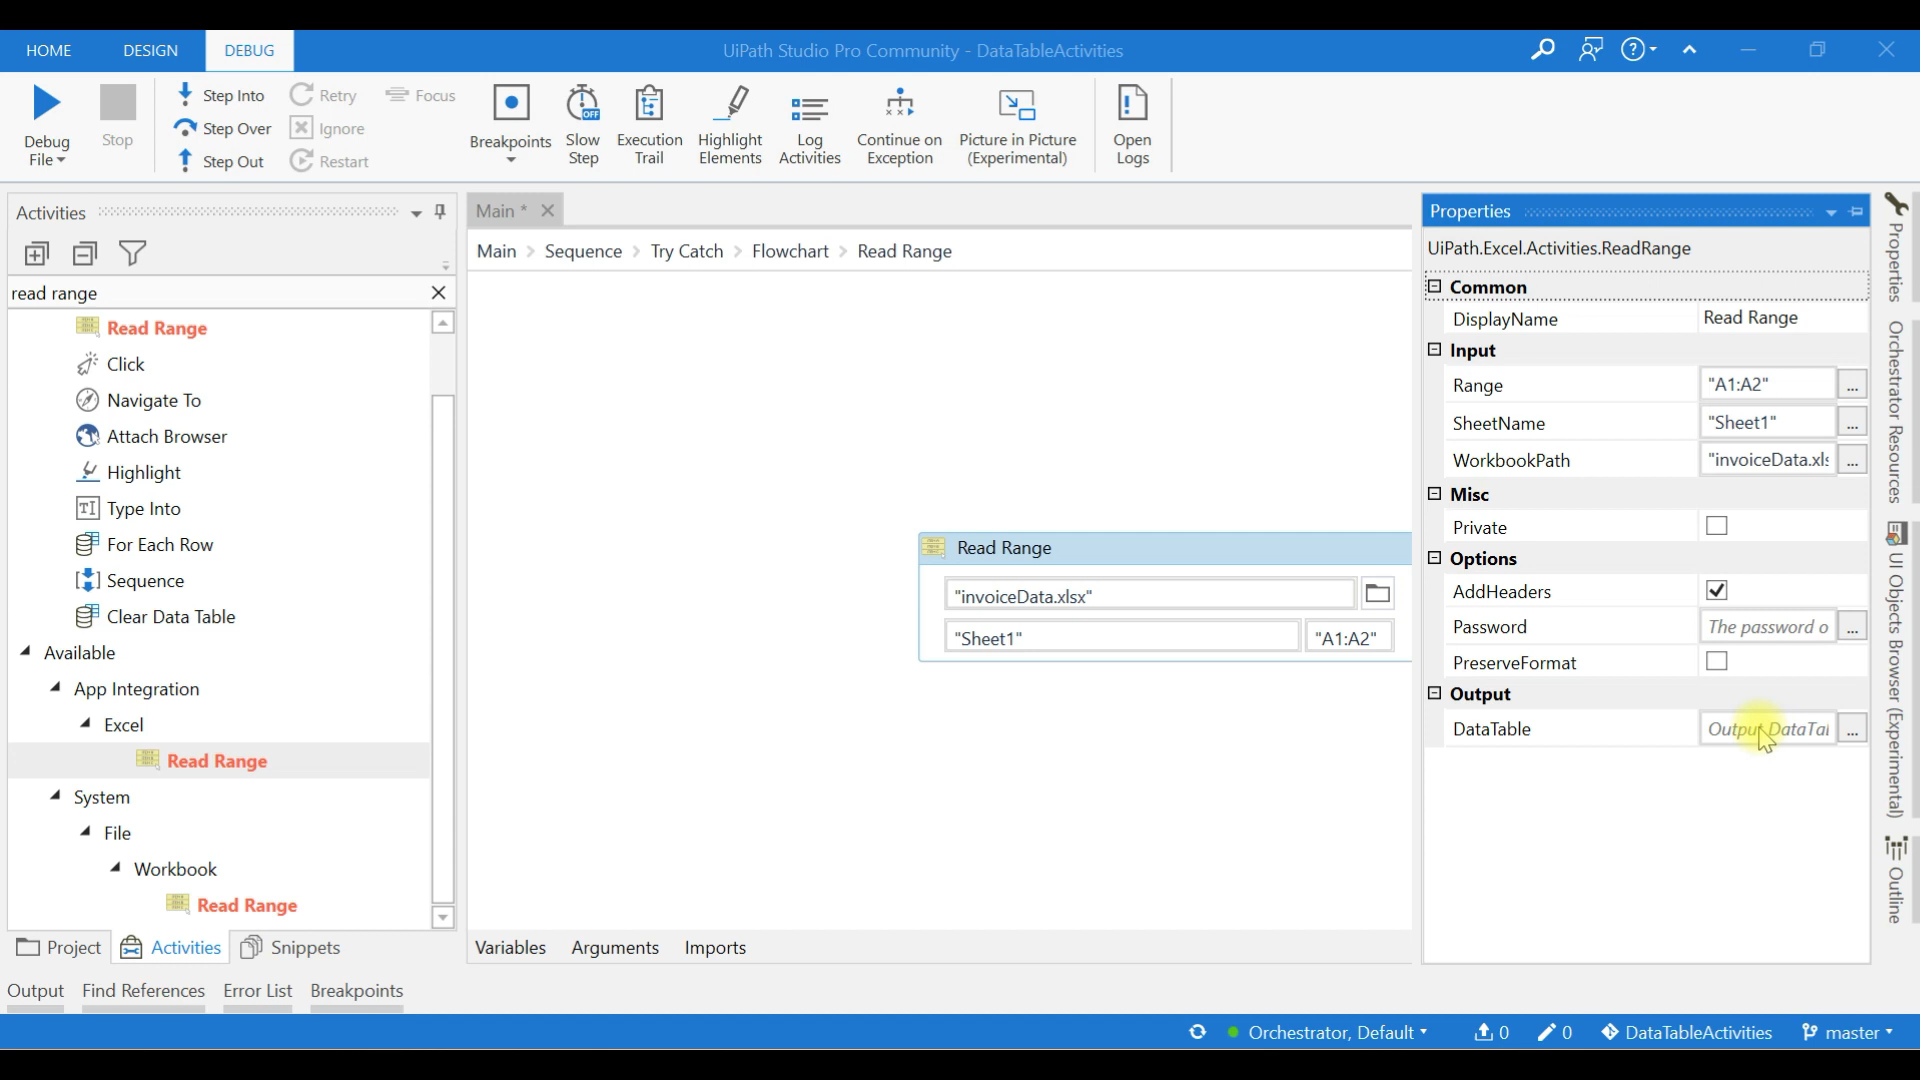 HOME DESIGN DEBUG UiPath Studio Pro Community - DataTableActivities
Debug File
Stop
Step Into
Step Over
Step Out
Retry
Ignore
Restart
Focus
Breakpoints
OFF
Slow Step
Execution Trail
Highlight Elements
Log Activities
Continue on Exception
Picture in Picture (Experimental)
Open Logs
Activities
read range
Read Range
Click
Navigate To
Attach Browser
Highlight
Type Into
For Each Row
Sequence
Clear Data Table
Available
App Integration
Excel
Read Range
System
File
Workbook
Read Range
Project Activities Snippets
Output Find References Error List Breakpoints
Main *
Main > Sequence > Try Catch > Flowchart > Read Range
Read Range
"invoiceData.xlsx"
"Sheet1" "A1:A2"
Variables Arguments Imports
Properties
UiPath.Excel.Activities.ReadRange
Common
DisplayName Read Range
Input
Range "A1:A2" ...
SheetName "Sheet1" ...
WorkbookPath "invoiceData.xls ...
Misc
Private
Options
AddHeaders
Password The password o ...
PreserveFormat
Output
DataTable Output DataTal ...
Properties
Orchestrator Resources
UI Objects Browser (Experimental)
Outline
Orchestrator, Default 0 0 DataTableActivities master